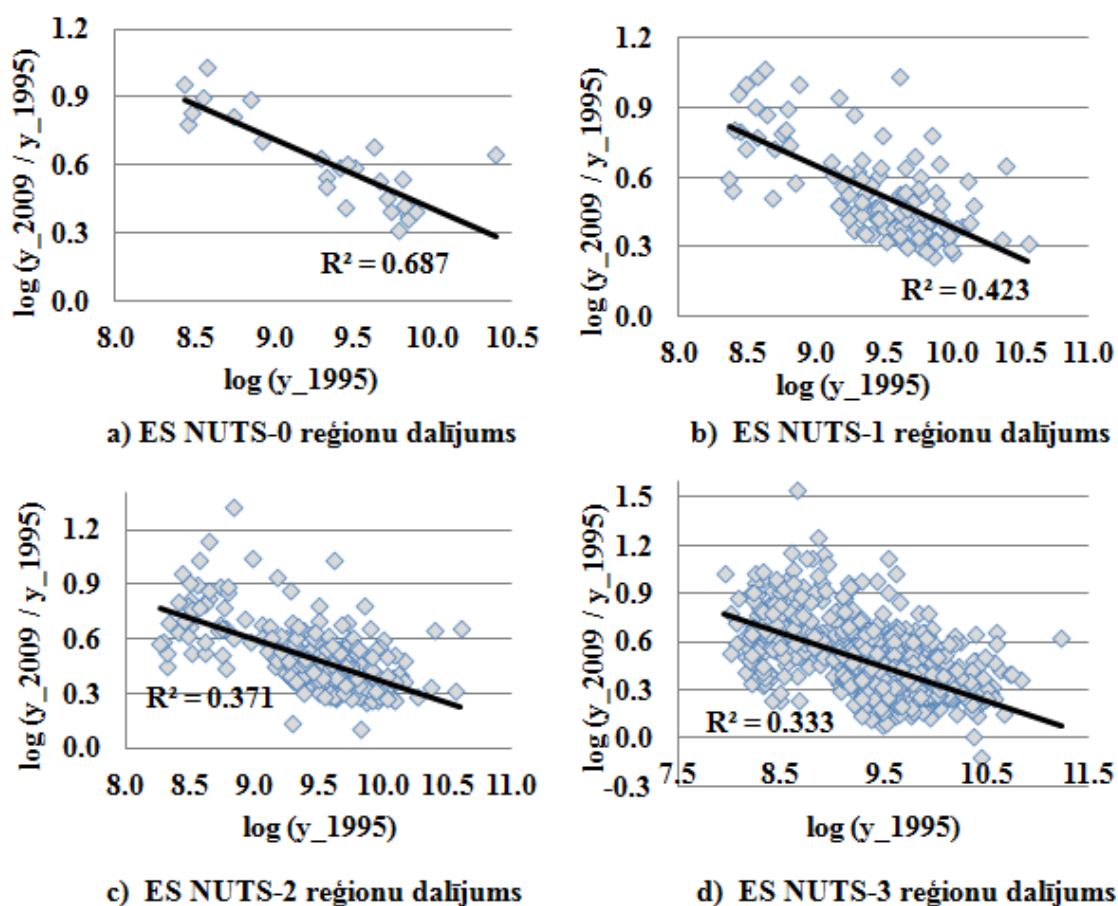 log (y_2009 / y_1995)
1.2
0.9
0.6
0.3
0.0
R² = 0.687
8.0 8.5 9.0 9.5 10.0 10.5
log (y_1995)
a) ES NUTS-0 reģionu dalījums
log (y_2009 / y_1995)
1.2
0.9
0.6
0.3
0.0
R² = 0.423
8.0 8.5 9.0 9.5 10.0 10.5 11.0
log (y_1995)
b) ES NUTS-1 reģionu dalījums
log (y_2009 / y_1995)
1.2
0.9
0.6
0.3
0.0
R² = 0.371
8.0 8.5 9.0 9.5 10.0 10.5 11.0
log (y_1995)
c) ES NUTS-2 reģionu dalījums
log (y_2009 / y_1995)
1.5
1.2
0.9
0.6
0.3
0.0
-0.3
R² = 0.333
7.5 8.5 9.5 10.5 11.5
log (y_1995)
d) ES NUTS-3 reģionu dalījums